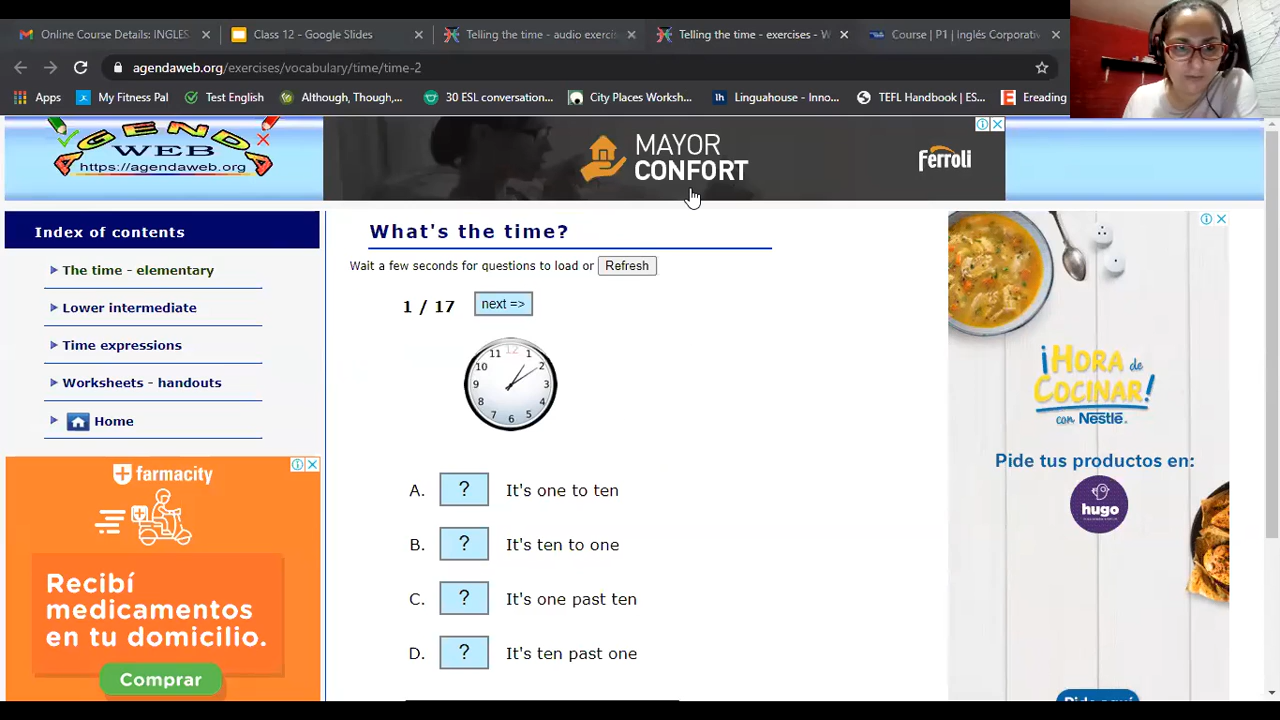 Online Course Details: INGLES
Class 12 - Google Slides
Telling the time - audio exercis
Telling the time - exercises - W
Course | P1 | Inglés Corporativ
agendaweb.org/exercises/vocabulary/time/time-2
Apps
My Fitness Pal
Test English
Although, Though,...
30 ESL conversation...
City Places Worksh...
lh
Linguahouse - Inno...
TEFL Handbook | ES...
E
Ereading
AGENDA
WEB
https://agendaweb.org
MAYOR
CONFORT
Ferroli
Index of contents
The time - elementary
Lower intermediate
Time expressions
Worksheets - handouts
Home
farmacity
Recibí
medicamentos
en tu domicilio.
Comprar
What's the time?
Wait a few seconds for questions to load or Refresh
1 / 17 next =>
12
11 1
10 2
9 3
8 4
7 5
6
A. ? It's one to ten
B. ? It's ten to one
C. ? It's one past ten
D. ? It's ten past one
¡HORA de
COCINAR!
con Nestlé
Pide tus productos en:
hugo
Pide aquí